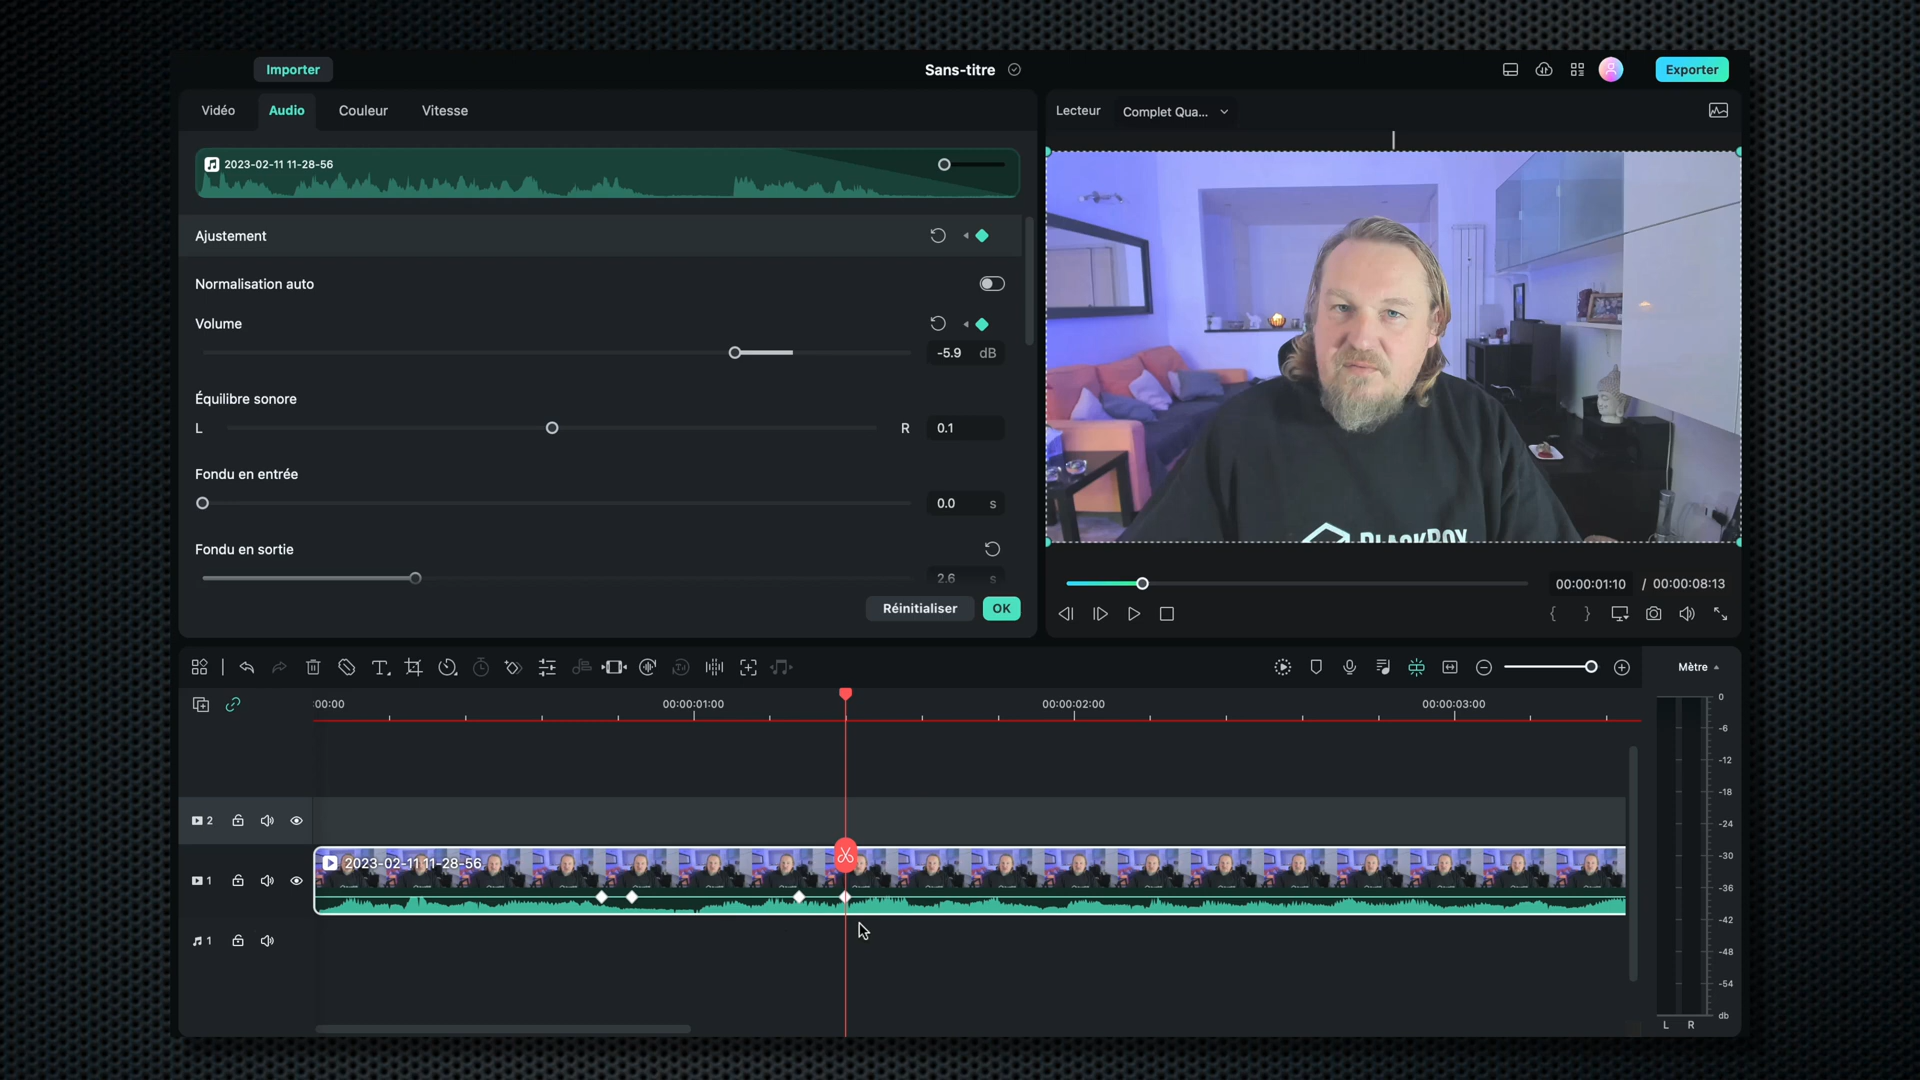 Importer
Sans-titre
Exporter
Vidéo Audio Couleur Vitesse
Lecteur Complet Qua...
2023-02-11 11-28-56
Ajustement
Normalisation auto
Volume
-5.9 dB
Équilibre sonore
L R 0.1
Fondu en entrée
0.0 s
Fondu en sortie
2.6 s
Réinitialiser OK
BLACKBOX
00:00:01:10 / 00:00:08:13
Mètre
:00:00 00:00:01:00 00:00:02:00 00:00:03:00
2
2023-02-11 11-28-56
1
1
0
-6
-12
-18
-24
-30
-36
-42
-48
-54
db
L R